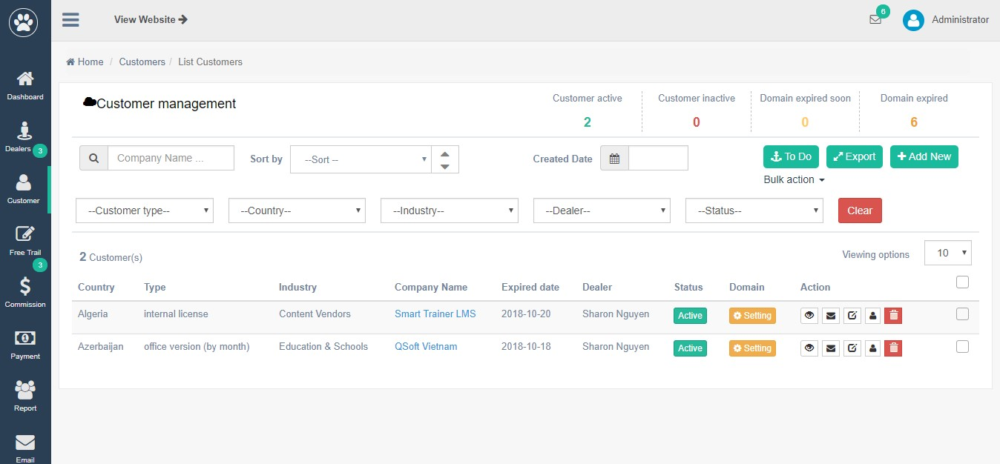 View Website
6
Administrator
Home / Customers / List Customers
Dashboard
Dealers 3
Customer
Free Trail
3
Commission
Payment
Report
Email
Customer management
Customer active
2
Customer inactive
0
Domain expired soon
0
Domain expired
6
Company Name ...
Sort by
--Sort --
Created Date
To Do
Export
Add New
Bulk action
--Customer type--
--Country--
--Industry--
--Dealer--
--Status--
Clear
2 Customer(s)
Viewing options
10
Country Type Industry Company Name Expired date Dealer Status Domain Action
Algeria internal license Content Vendors Smart Trainer LMS 2018-10-20 Sharon Nguyen Active Setting
Azerbaijan office version (by month) Education & Schools QSoft Vietnam 2018-10-18 Sharon Nguyen Active Setting